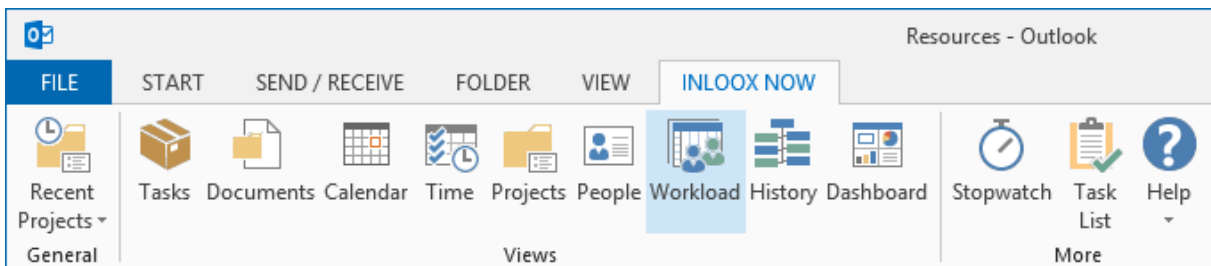 Resources - Outlook
FILE START SEND / RECEIVE FOLDER VIEW INLOOX NOW
Recent Tasks Documents Calendar Time Projects People Workload History Dashboard Stopwatch Task Help
Projects List
General Views More